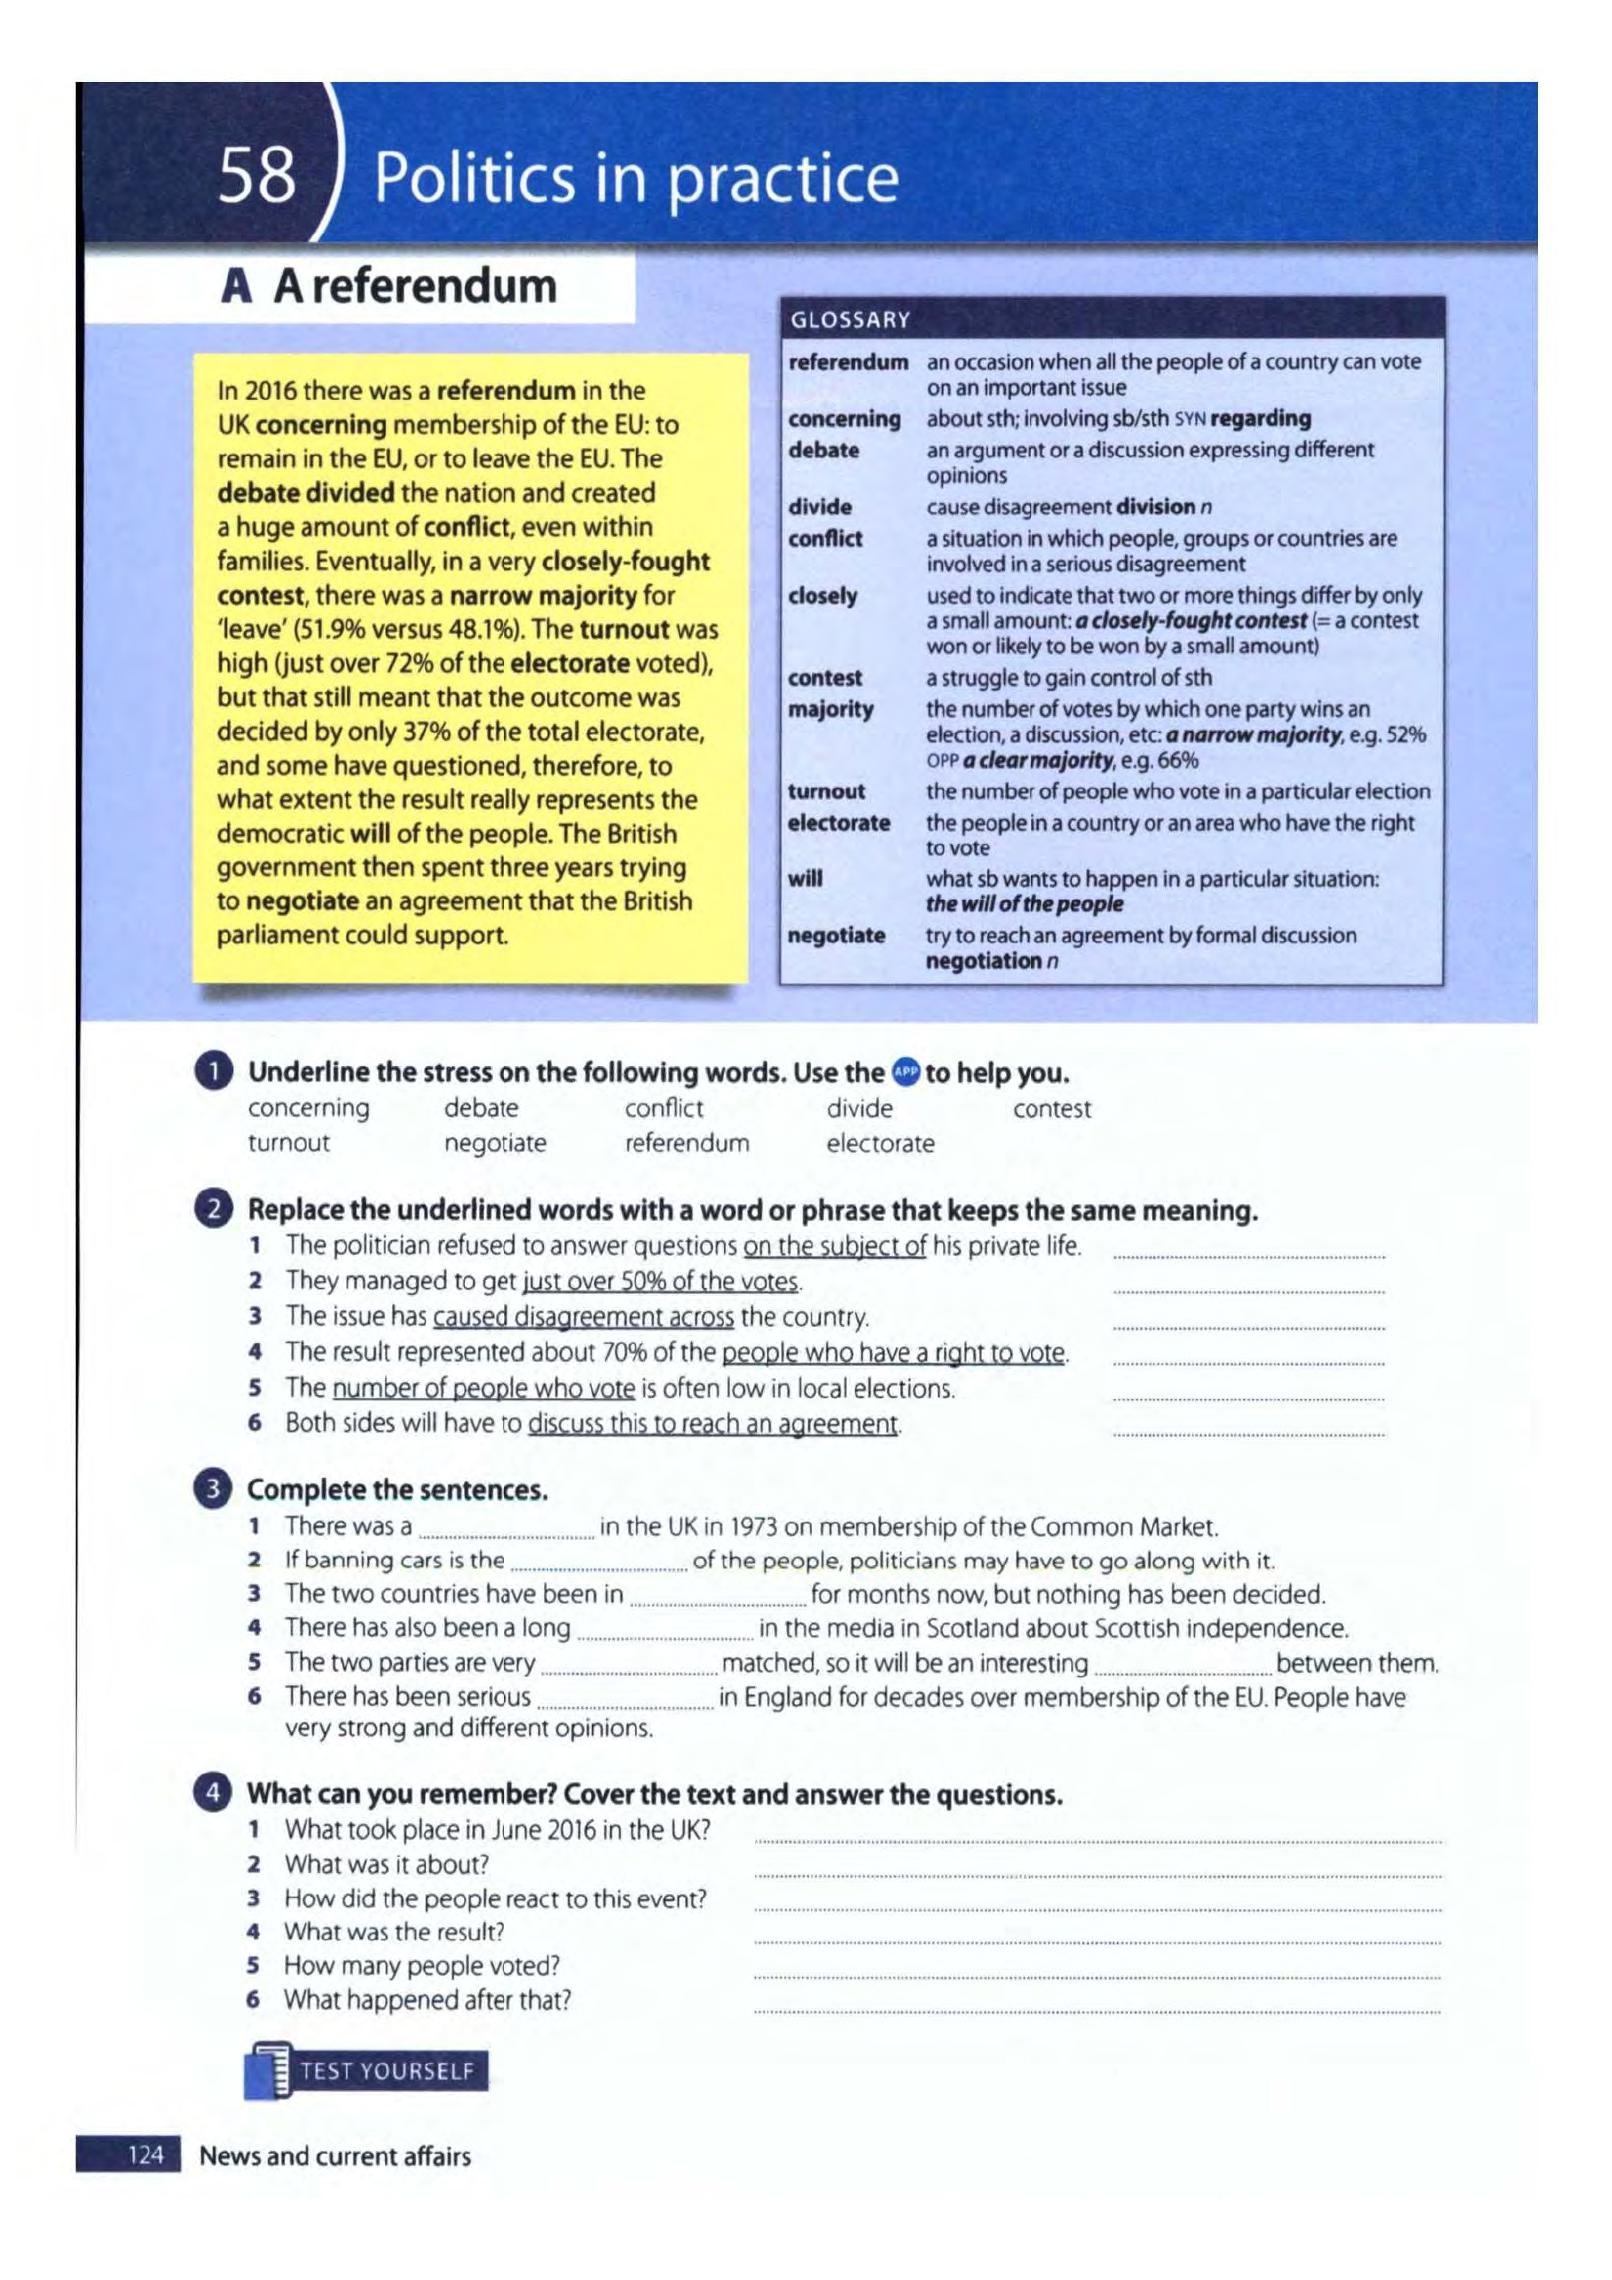 58 Politics in practice
A A referendum
In 2016 there was a referendum in the
UK concerning membership of the EU: to
remain in the EU, or to leave the EU. The
debate divided the nation and created
a huge amount of conflict, even within
families. Eventually, in a very closely-fought
contest, there was a narrow majority for
'leave' (51.9% versus 48.1%). The turnout was
high (just over 72% of the electorate voted),
but that still meant that the outcome was
decided by only 37% of the total electorate,
and some have questioned, therefore, to
what extent the result really represents the
democratic will of the people. The British
government then spent three years trying
to negotiate an agreement that the British
parliament could support.
GLOSSARY
referendum an occasion when all the people of a country can vote
on an important issue
concerning about sth; involving sb/sth SYN regarding
debate an argument or a discussion expressing different
opinions
divide cause disagreement division n
conflict a situation in which people, groups or countries are
involved in a serious disagreement
closely used to indicate that two or more things differ by only
a small amount: a closely-fought contest (= a contest
won or likely to be won by a small amount)
contest a struggle to gain control of sth
majority the number of votes by which one party wins an
election, a discussion, etc: a narrow majority, e.g. 52%
OPP a clear majority, e.g. 66%
turnout the number of people who vote in a particular election
electorate the people in a country or an area who have the right
to vote
will what sb wants to happen in a particular situation:
the will of the people
negotiate try to reach an agreement by formal discussion
negotiation n
1 Underline the stress on the following words. Use the APP to help you.
concerning debate conflict divide contest
turnout negotiate referendum electorate
2 Replace the underlined words with a word or phrase that keeps the same meaning.
1 The politician refused to answer questions on the subject of his private life.
2 They managed to get just over 50% of the votes.
3 The issue has caused disagreement across the country.
4 The result represented about 70% of the people who have a right to vote.
5 The number of people who vote is often low in local elections.
6 Both sides will have to discuss this to reach an agreement.
3 Complete the sentences.
1 There was a .............................. in the UK in 1973 on membership of the Common Market.
2 If banning cars is the .............................. of the people, politicians may have to go along with it.
3 The two countries have been in .............................. for months now, but nothing has been decided.
4 There has also been a long .............................. in the media in Scotland about Scottish independence.
5 The two parties are very .............................. matched, so it will be an interesting .............................. between them.
6 There has been serious .............................. in England for decades over membership of the EU. People have
very strong and different opinions.
4 What can you remember? Cover the text and answer the questions.
1 What took place in June 2016 in the UK?
2 What was it about?
3 How did the people react to this event?
4 What was the result?
5 How many people voted?
6 What happened after that?
TEST YOURSELF
124 News and current affairs